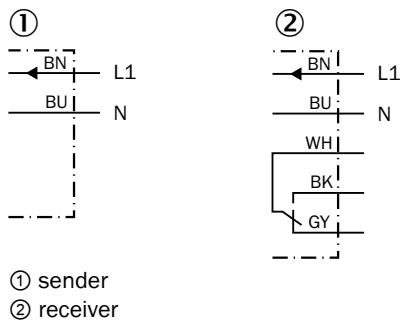 ① ②
BN L1 BN L1
BU N BU N
WH
BK
GY
① sender
② receiver